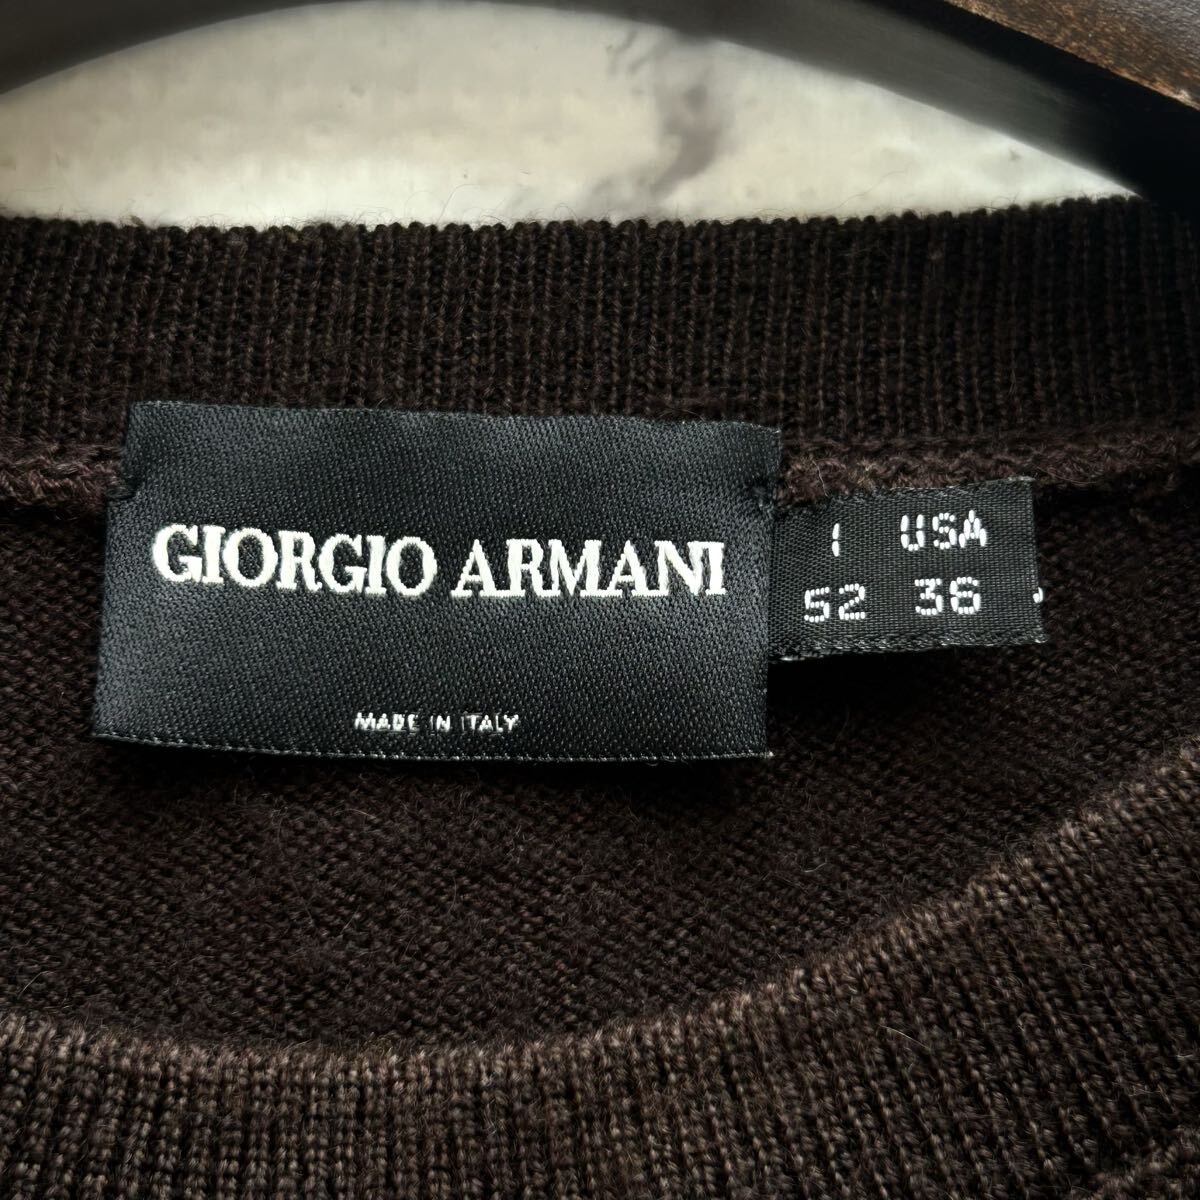 GIORGIO ARMANI
MADE IN ITALY
I USA
52 36